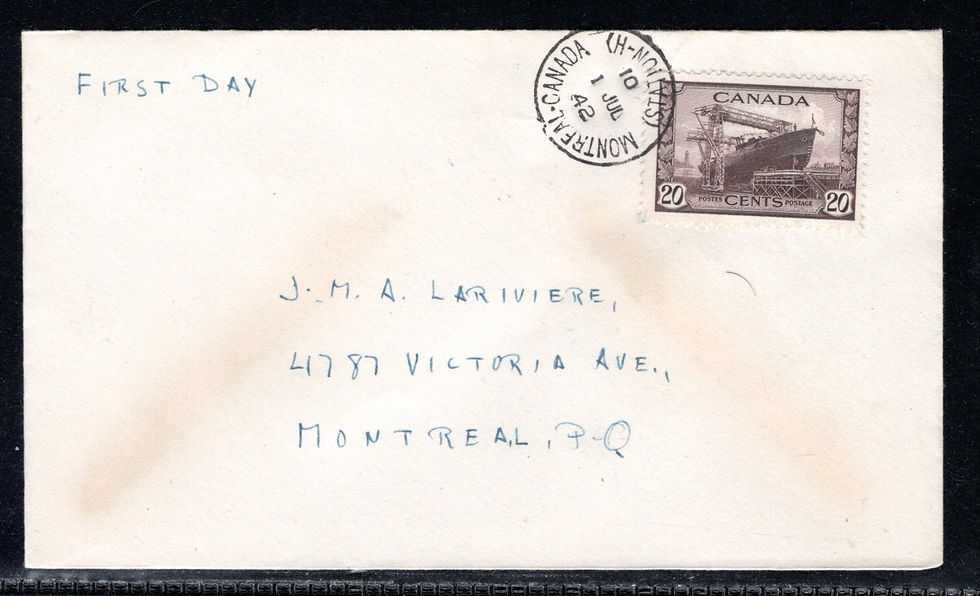 FIRST DAY
MONTREAL-CANADA (STATION-H)
10
1 JUL
42
CANADA
20 POSTES CENTS POSTAGE 20
J. M. A. LARIVIERE,
4787 VICTORIA AVE.,
MONTREAL, P-Q